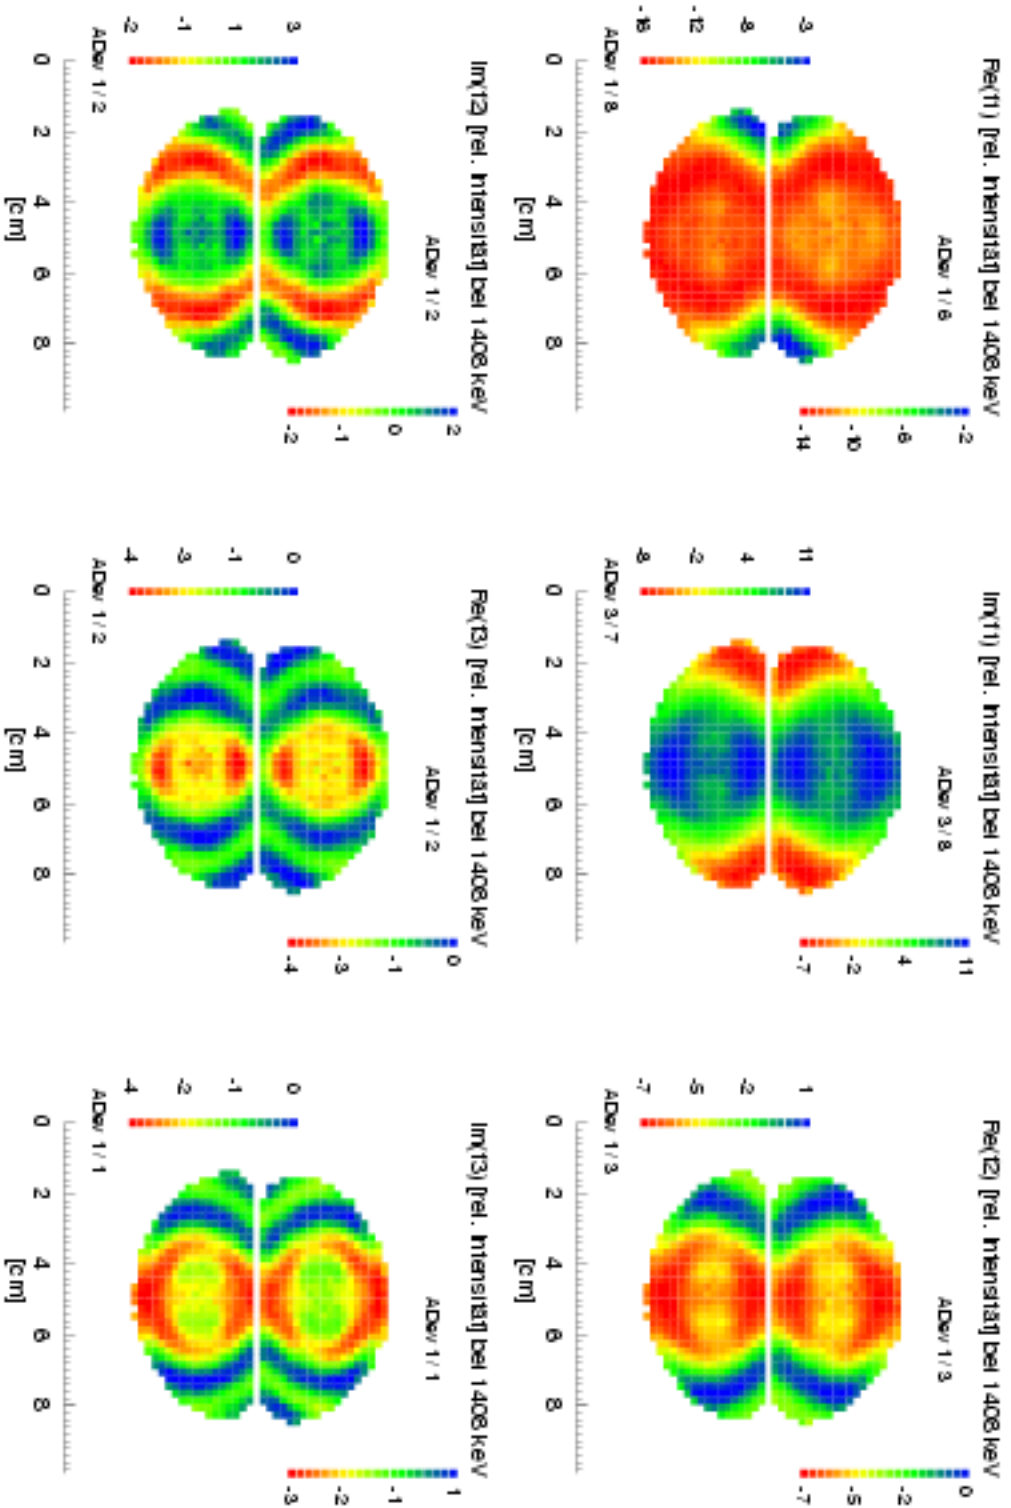 Re(11) [rel. Intensität] bei 1408 keV
ADev 1/6
-2
-6
-10
-14
-3
-8
-12
-16
ADev 1/8
0 2 4 6 8
[cm]
Im(11) [rel. Intensität] bei 1408 keV
ADev 3/8
11
4
-2
-7
11
4
-2
-8
ADev 3/7
0 2 4 6 8
[cm]
Re(12) [rel. Intensität] bei 1408 keV
ADev 1/3
0
-2
-5
-7
1
-2
-5
-7
ADev 1/3
0 2 4 6 8
[cm]
Im(12) [rel. Intensität] bei 1408 keV
ADev 1/2
2
0
-1
-2
3
1
-1
-2
ADev 1/2
0 2 4 6 8
[cm]
Re(13) [rel. Intensität] bei 1408 keV
ADev 1/2
0
-1
-3
-4
0
-1
-3
-4
ADev 1/2
0 2 4 6 8
[cm]
Im(13) [rel. Intensität] bei 1408 keV
ADev 1/1
1
-1
-2
-3
0
-1
-2
-4
ADev 1/1
0 2 4 6 8
[cm]